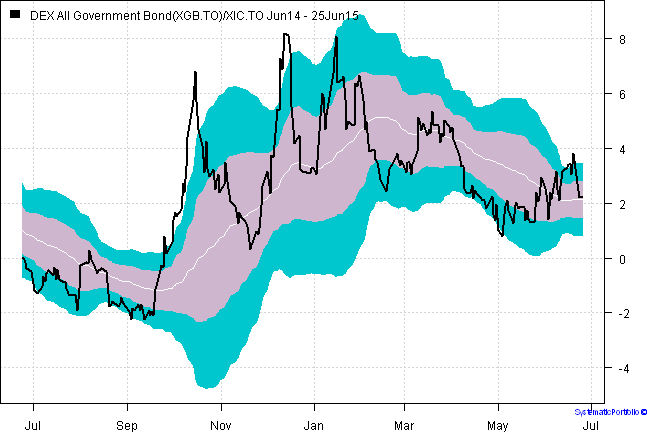 DEX All Government Bond(XGB.TO)/XIC.TO Jun14 - 25Jun15
8
6
4
2
0
-2
-4
SystematicPortfolio ©
Jul
Sep
Nov
Jan
Mar
May
Jul